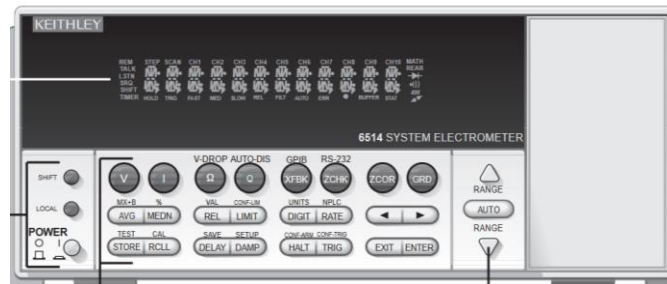 KEITHLEY
REM STEP SCAN CH1 CH2 CH3 CH4 CH5 CH6 CH7 CH8 CH9 CH10 MATH
TALK REAR
LSTN
SRQ
SHIFT 4W
TIMER HOLD TRIG FAST MED SLOW REL FILT AUTO ERR BUFFER STAT
6514 SYSTEM ELECTROMETER
V-DROP AUTO-DIS GPIB RS-232
SHIFT V I Ω Q XFBK ZCHK ZCOR GRD
RANGE
MX+B % VAL CONF-LIM UNITS NPLC
LOCAL AVG MEDN REL LIMIT DIGIT RATE AUTO
POWER TEST CAL SAVE SETUP CONF-ARM CONF-TRIG RANGE
O I STORE RCLL DELAY DAMP HALT TRIG EXIT ENTER